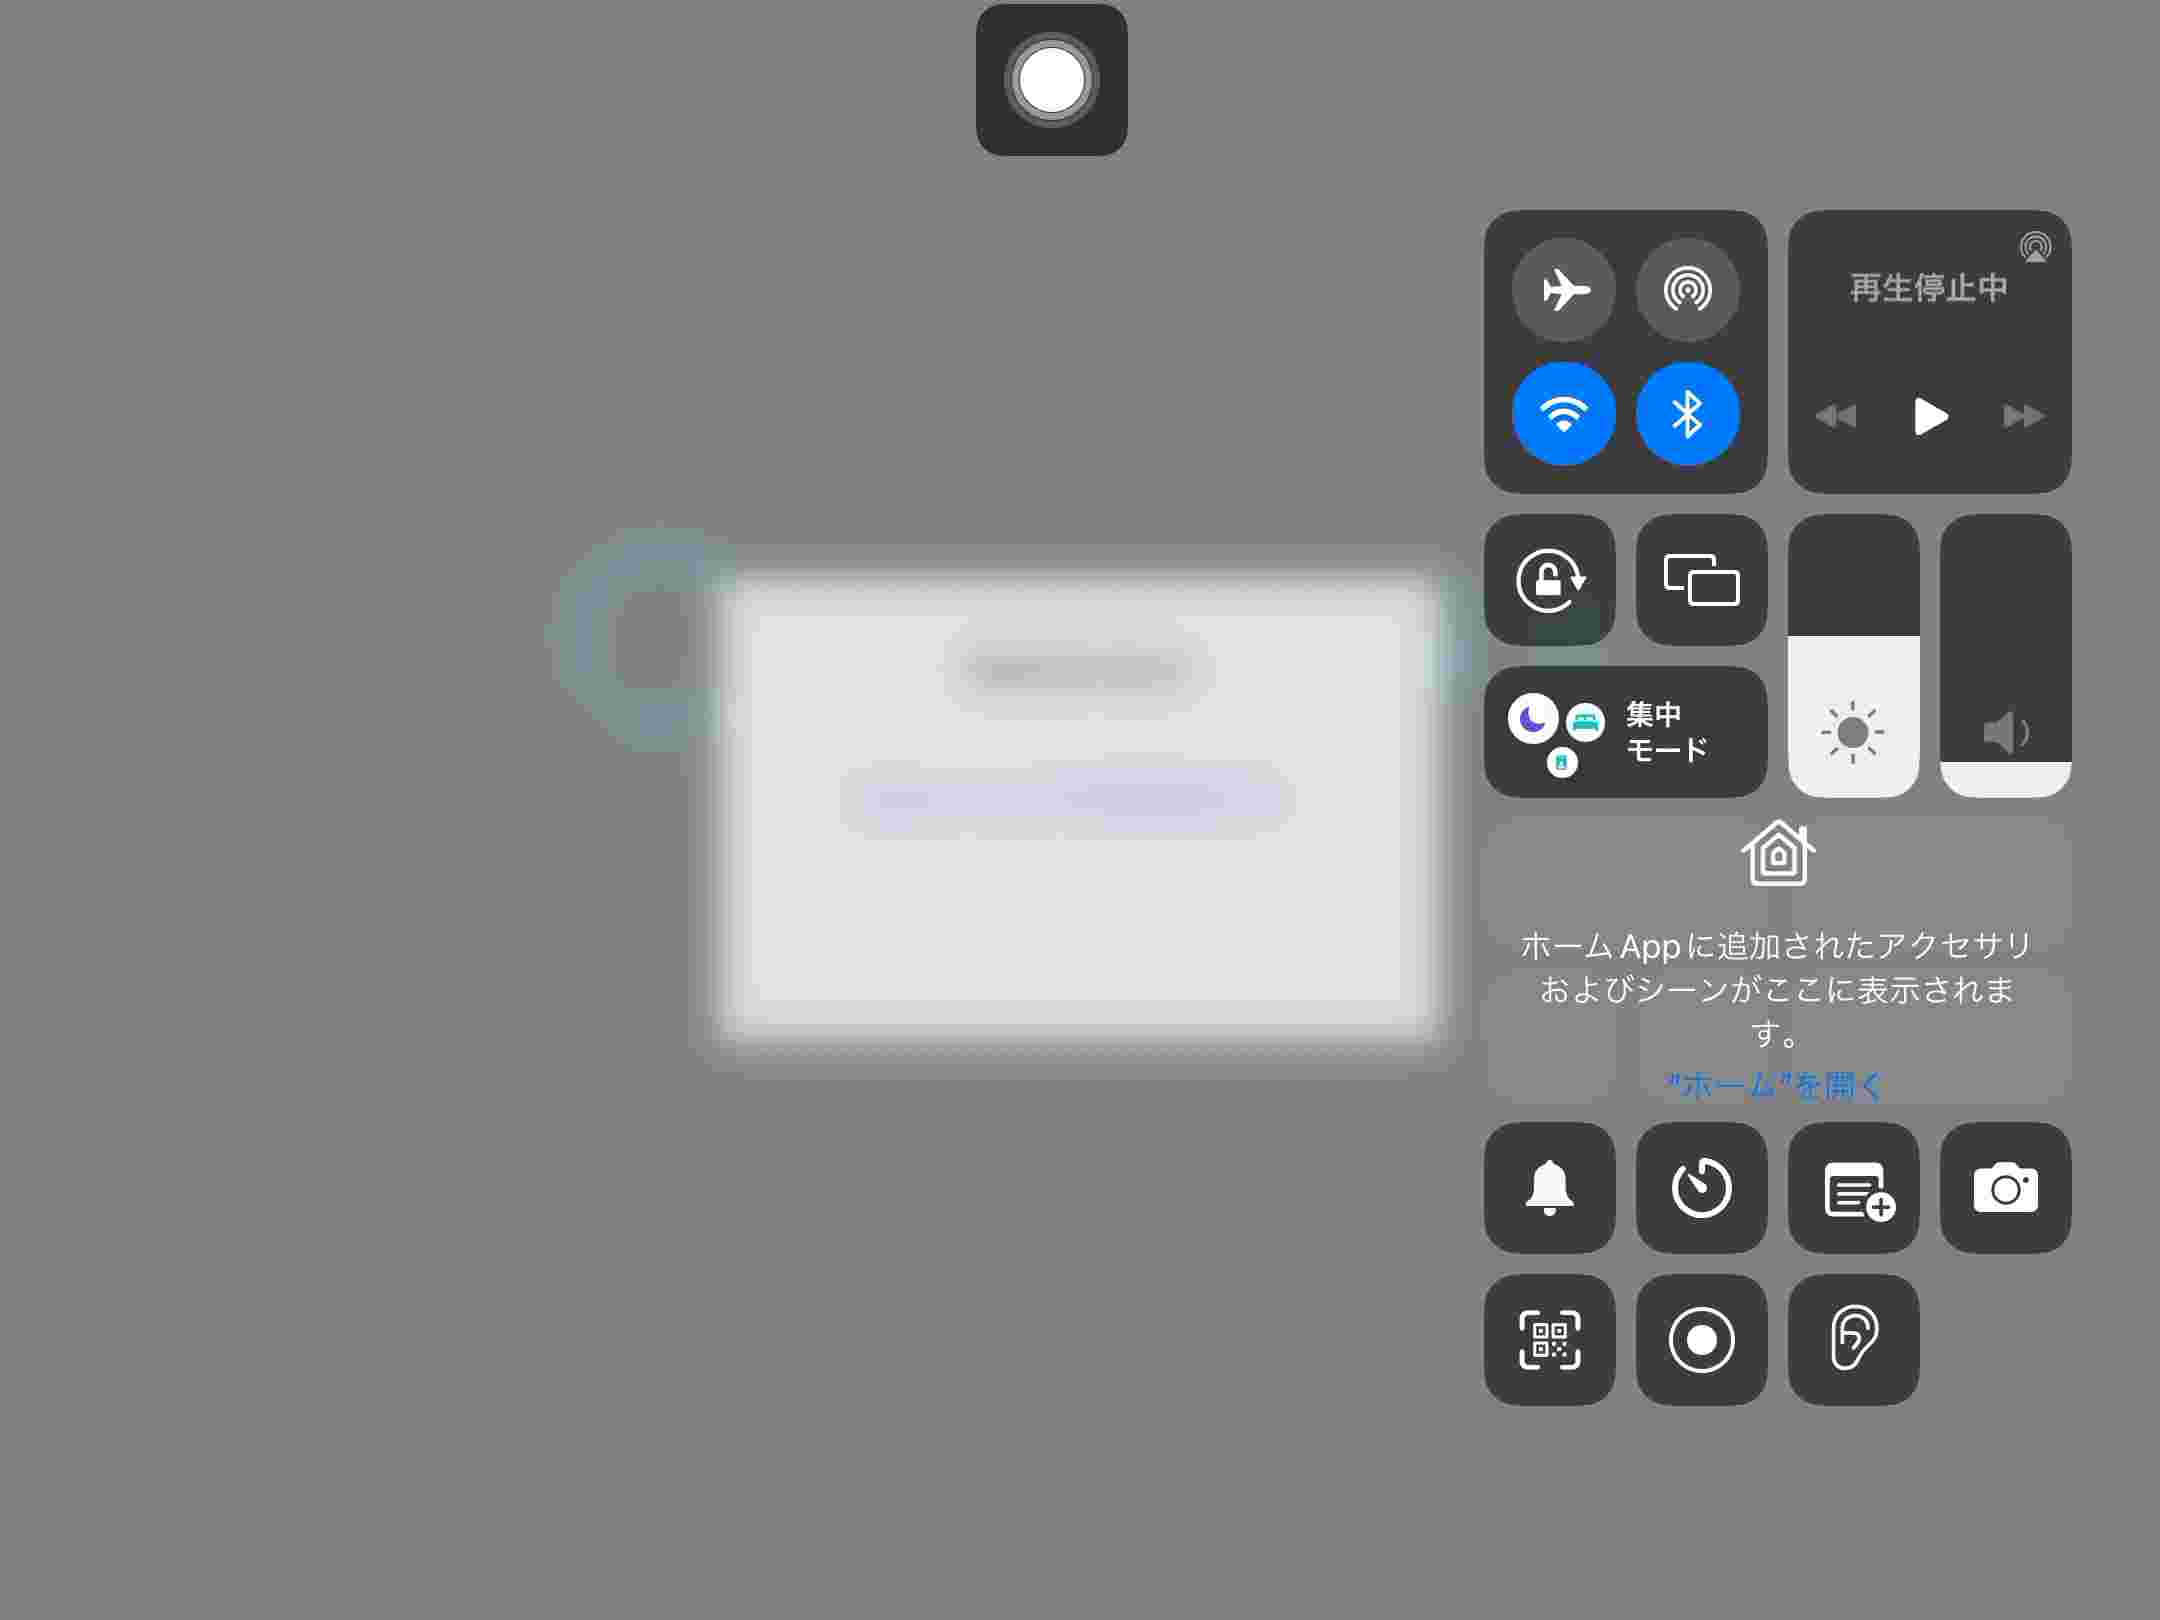 再生停止中
集中
モード
ホーム Appに追加されたアクセサリ
およびシーンがここに表示されま
す。
"ホーム"を開く